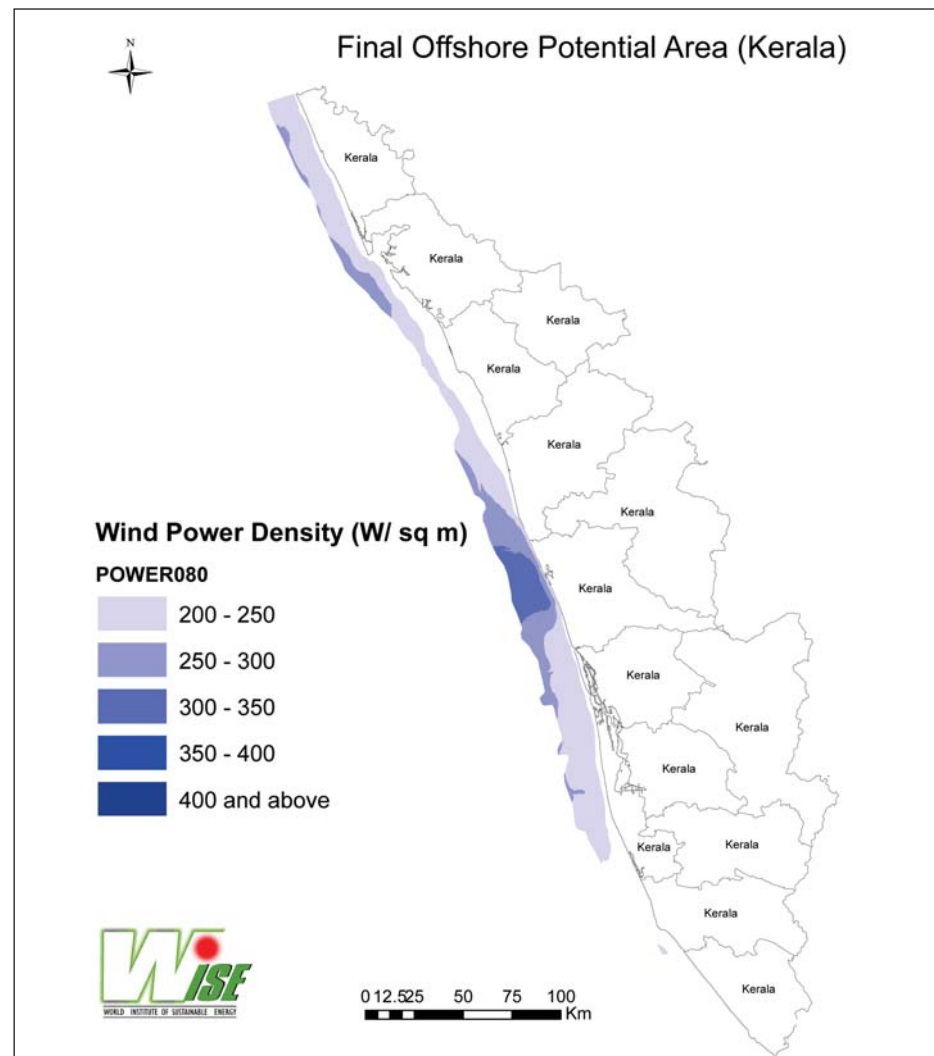 N
Final Offshore Potential Area (Kerala)
Kerala
Kerala
Kerala
Kerala
Kerala
Kerala
Kerala
Kerala
Kerala
Kerala
Kerala
Kerala
Kerala
Kerala
Wind Power Density (W/ sq m)
POWER080
200 - 250
250 - 300
300 - 350
350 - 400
400 and above
WISE
WORLD INSTITUTE OF SUSTAINABLE ENERGY
0 12.5 25 50 75 100
Km